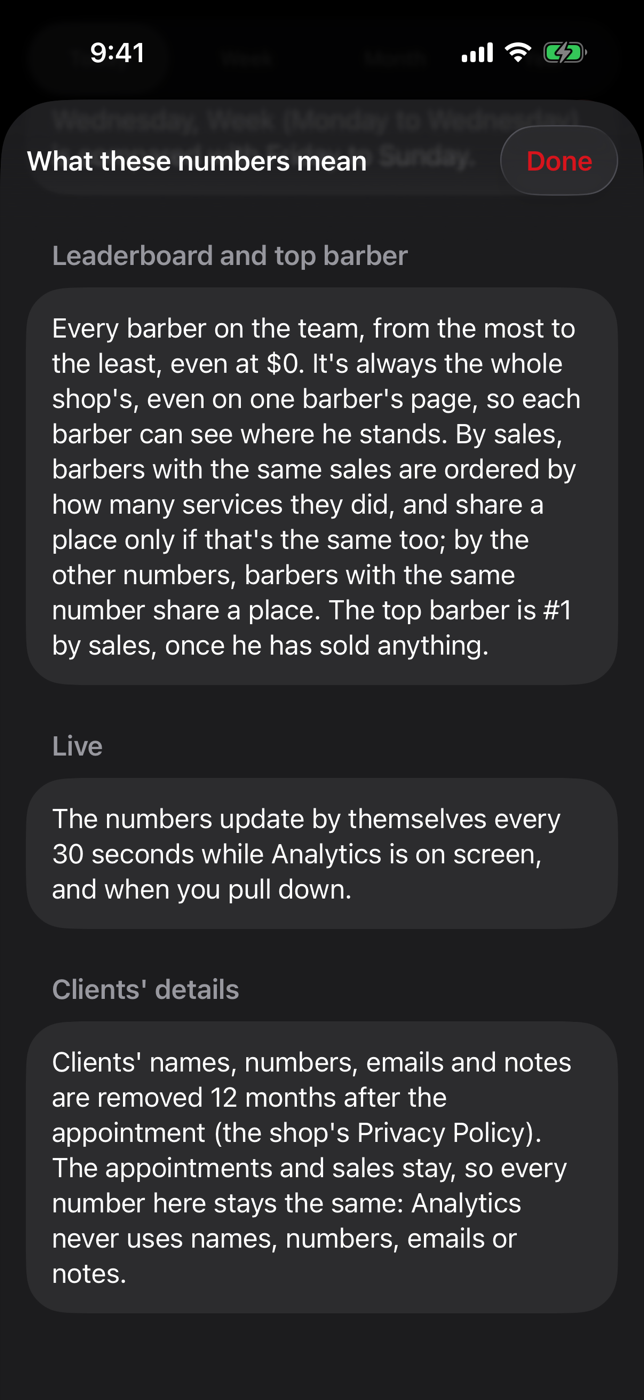 9:41
Wednesday, Week (Monday to Wednesday)
Sunday.
What these numbers mean
Done
Leaderboard and top barber
Every barber on the team, from the most to
the least, even at $0. It's always the whole
shop's, even on one barber's page, so each
barber can see where he stands. By sales,
barbers with the same sales are ordered by
how many services they did, and share a
place only if that's the same too; by the
other numbers, barbers with the same
number share a place. The top barber is #1
by sales, once he has sold anything.
Live
The numbers update by themselves every
30 seconds while Analytics is on screen,
and when you pull down.
Clients' details
Clients' names, numbers, emails and notes
are removed 12 months after the
appointment (the shop's Privacy Policy).
The appointments and sales stay, so every
number here stays the same: Analytics
never uses names, numbers, emails or
notes.